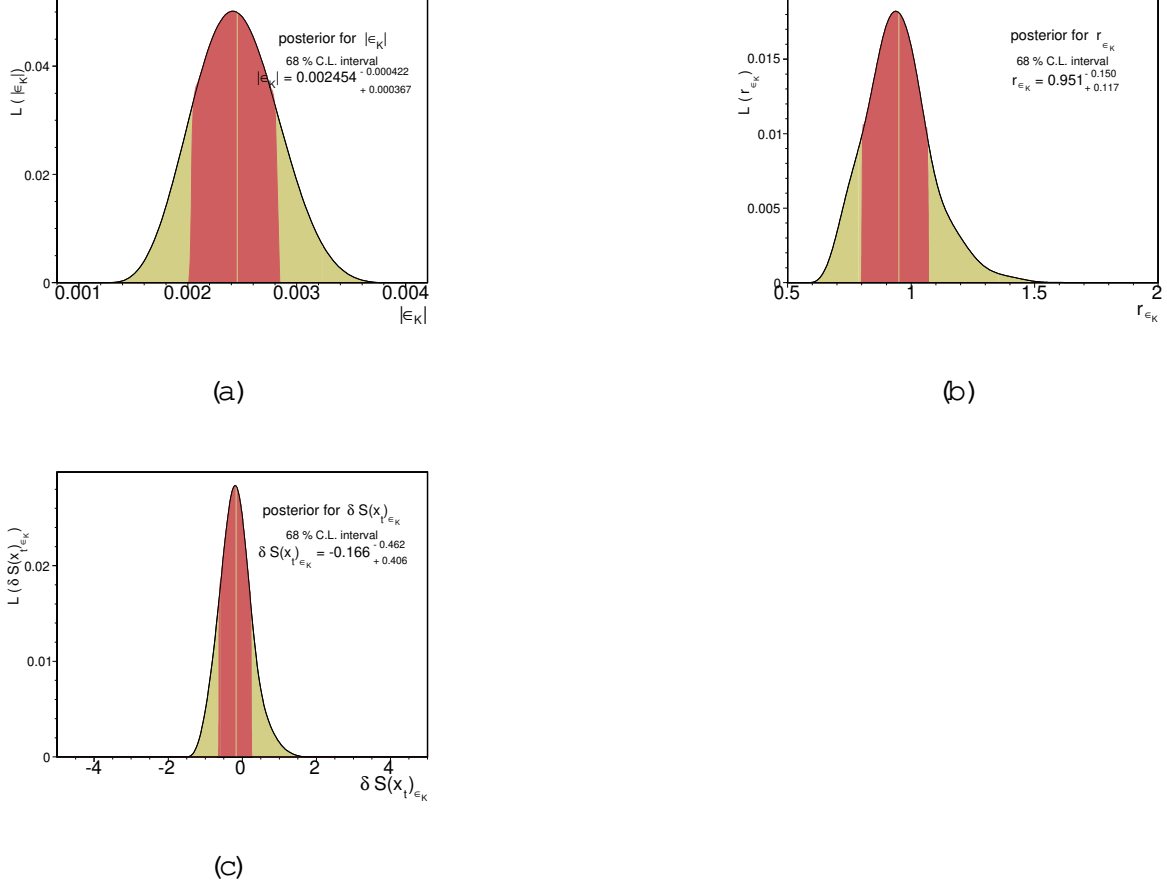 L ( |ϵK|)
0.04
0.02
0
posterior for |ϵK|
68 % C.L. interval
|ϵK| = 0.002454 - 0.000422
+ 0.000367
0.001 0.002 0.003 0.004
|ϵK|
(a)
L ( rϵK)
0.015
0.01
0.005
0
posterior for rϵK
68 % C.L. interval
rϵK = 0.951 - 0.150
+ 0.117
0.5 1 1.5 2
rϵK
(b)
L ( δ S(xt)ϵK)
0.02
0.01
0
posterior for δ S(xt)ϵK
68 % C.L. interval
δ S(xt)ϵK = -0.166 - 0.462
+ 0.406
-4 -2 0 2 4
δ S(xt)ϵK
(c)